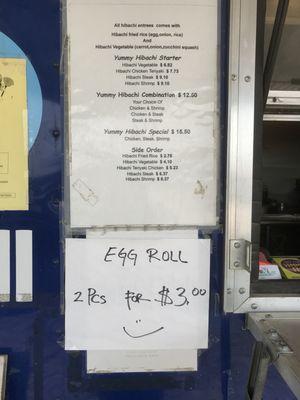 All hibachi entrees comes with
Hibachi fried rice (egg,onion, rice)
And
Hibachi Vegetable (carrot,onion,zucchini squash)
Yummy Hibachi Starter
Hibachi Vegetable $ 6.82
Hibachi Chicken Teriyaki $ 7.73
Hibachi Steak $ 9.10
Hibachi Shrimp $ 9.10
Yummy Hibachi Combination $ 12.50
Your Choice Of
Chicken & Shrimp
Chicken & Steak
Steak & Shrimp
Yummy Hibachi Special $ 15.50
Chicken, Steak, Shrimp
Side Order
Hibachi Fried Rice $ 2.75
Hibachi Vegetable $ 4.10
Hibachi Teriyaki Chicken $ 5.23
Hibachi Steak $ 6.37
Hibachi Shrimp $ 6.37
EGG ROLL
2 Pcs FOR $3.00